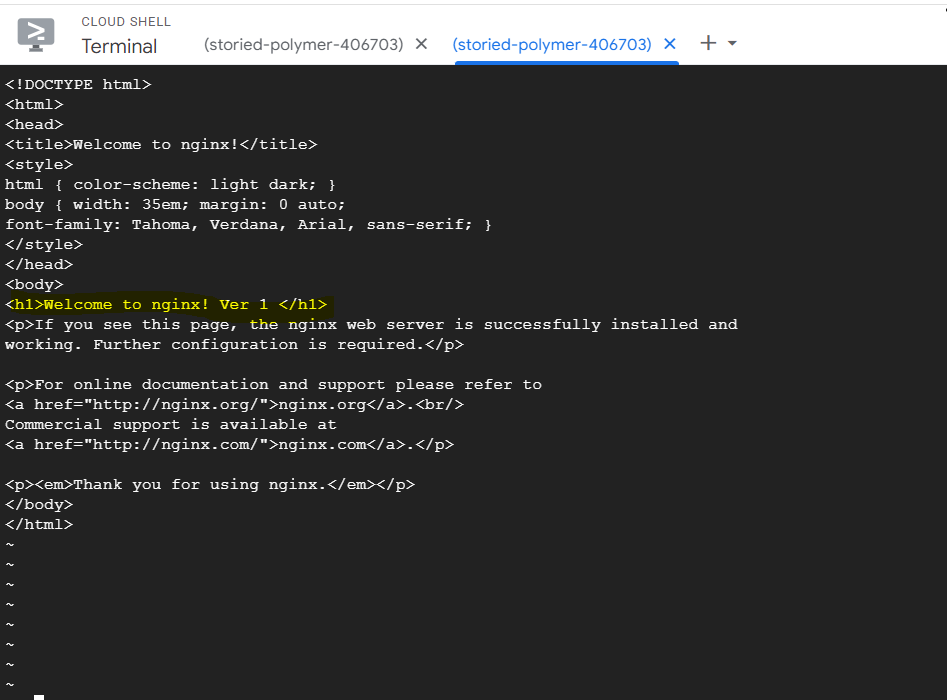 CLOUD SHELL
Terminal (storied-polymer-406703) (storied-polymer-406703)
<!DOCTYPE html>
<html>
<head>
<title>Welcome to nginx!</title>
<style>
html { color-scheme: light dark; }
body { width: 35em; margin: 0 auto;
font-family: Tahoma, Verdana, Arial, sans-serif; }
</style>
</head>
<body>
<h1>Welcome to nginx! Ver 1 </h1>
<p>If you see this page, the nginx web server is successfully installed and
working. Further configuration is required.</p>

<p>For online documentation and support please refer to
<a href="http://nginx.org/">nginx.org</a>.<br/>
Commercial support is available at
<a href="http://nginx.com/">nginx.com</a>.</p>

<p><em>Thank you for using nginx.</em></p>
</body>
</html>
~
~
~
~
~
~
~
~